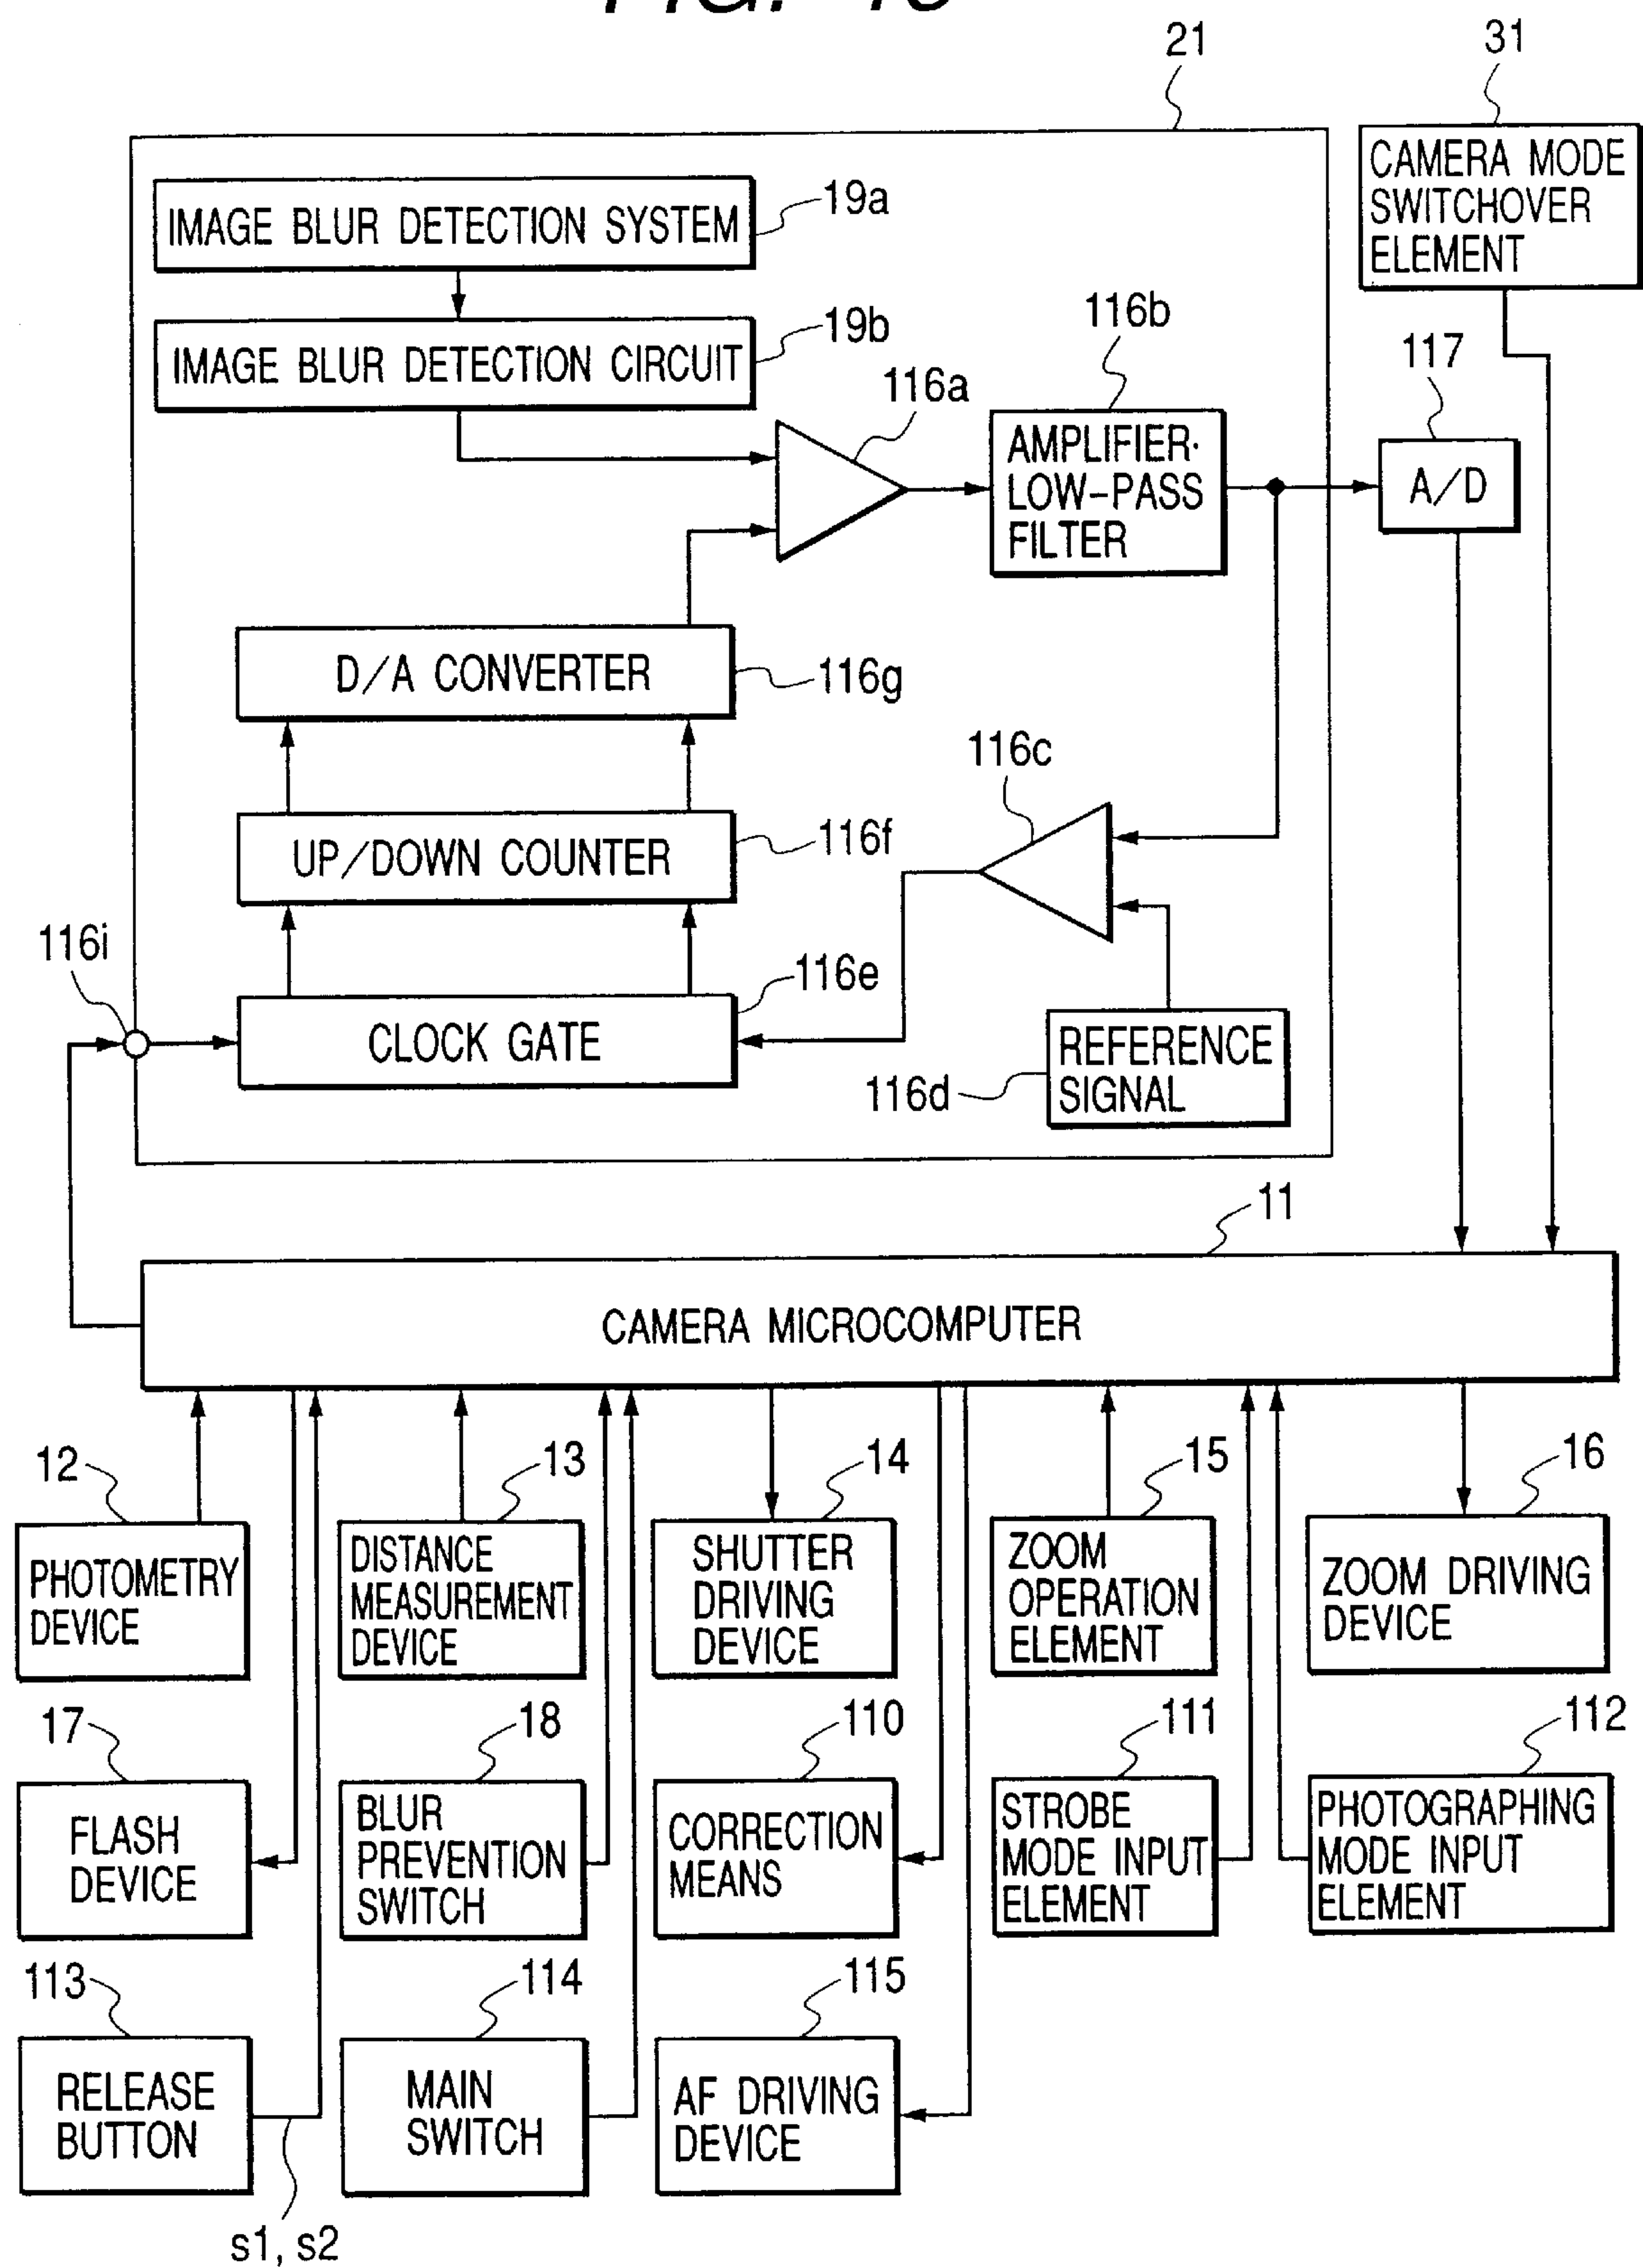 21
31
CAMERA MODE
SWITCHOVER
ELEMENT
IMAGE BLUR DETECTION SYSTEM
19a
IMAGE BLUR DETECTION CIRCUIT
19b
116a
116b
AMPLIFIER·
LOW-PASS
FILTER
117
A/D
D/A CONVERTER
116g
116c
UP/DOWN COUNTER
116f
116i
116e
CLOCK GATE
REFERENCE
SIGNAL
116d
11
CAMERA MICROCOMPUTER
12
PHOTOMETRY
DEVICE
13
DISTANCE
MEASUREMENT
DEVICE
14
SHUTTER
DRIVING
DEVICE
15
ZOOM
OPERATION
ELEMENT
16
ZOOM DRIVING
DEVICE
17
FLASH
DEVICE
18
BLUR
PREVENTION
SWITCH
110
CORRECTION
MEANS
111
STROBE
MODE INPUT
ELEMENT
112
PHOTOGRAPHING
MODE INPUT
ELEMENT
113
RELEASE
BUTTON
114
MAIN
SWITCH
115
AF DRIVING
DEVICE
s1, s2